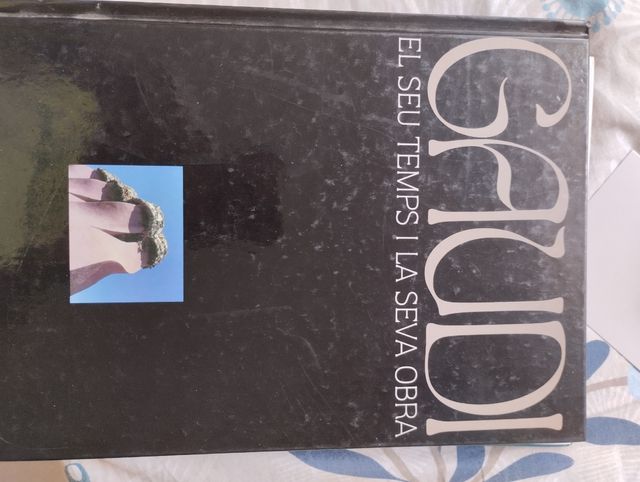 GAUDI
EL SEU TEMPS I LA SEVA OBRA